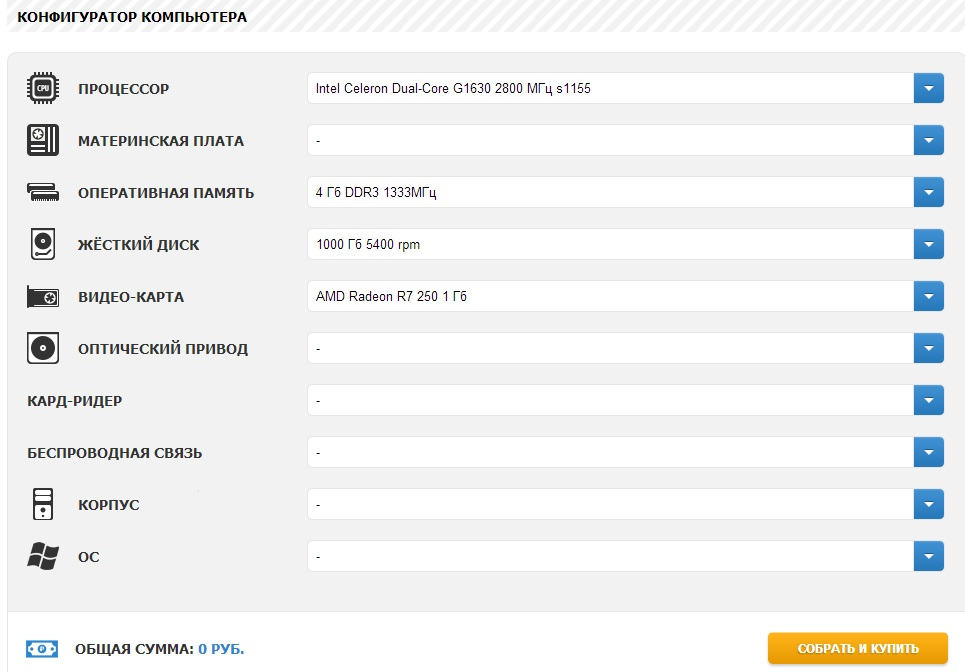 КОНФИГУРАТОР КОМПЬЮТЕРА
CPU ПРОЦЕССОР Intel Celeron Dual-Core G1630 2800 МГц s1155
МАТЕРИНСКАЯ ПЛАТА -
ОПЕРАТИВНАЯ ПАМЯТЬ 4 Гб DDR3 1333МГц
ЖЁСТКИЙ ДИСК 1000 Гб 5400 rpm
ВИДЕО-КАРТА AMD Radeon R7 250 1 Гб
ОПТИЧЕСКИЙ ПРИВОД -
КАРД-РИДЕР -
БЕСПРОВОДНАЯ СВЯЗЬ -
КОРПУС -
ОС -
ОБЩАЯ СУММА: 0 РУБ. СОБРАТЬ И КУПИТЬ